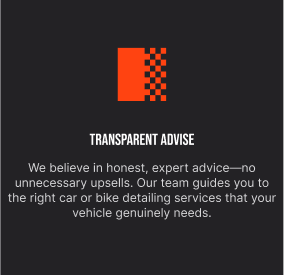 TRANSPARENT ADVISE
We believe in honest, expert advice—no
unnecessary upsells. Our team guides you to
the right car or bike detailing services that your
vehicle genuinely needs.